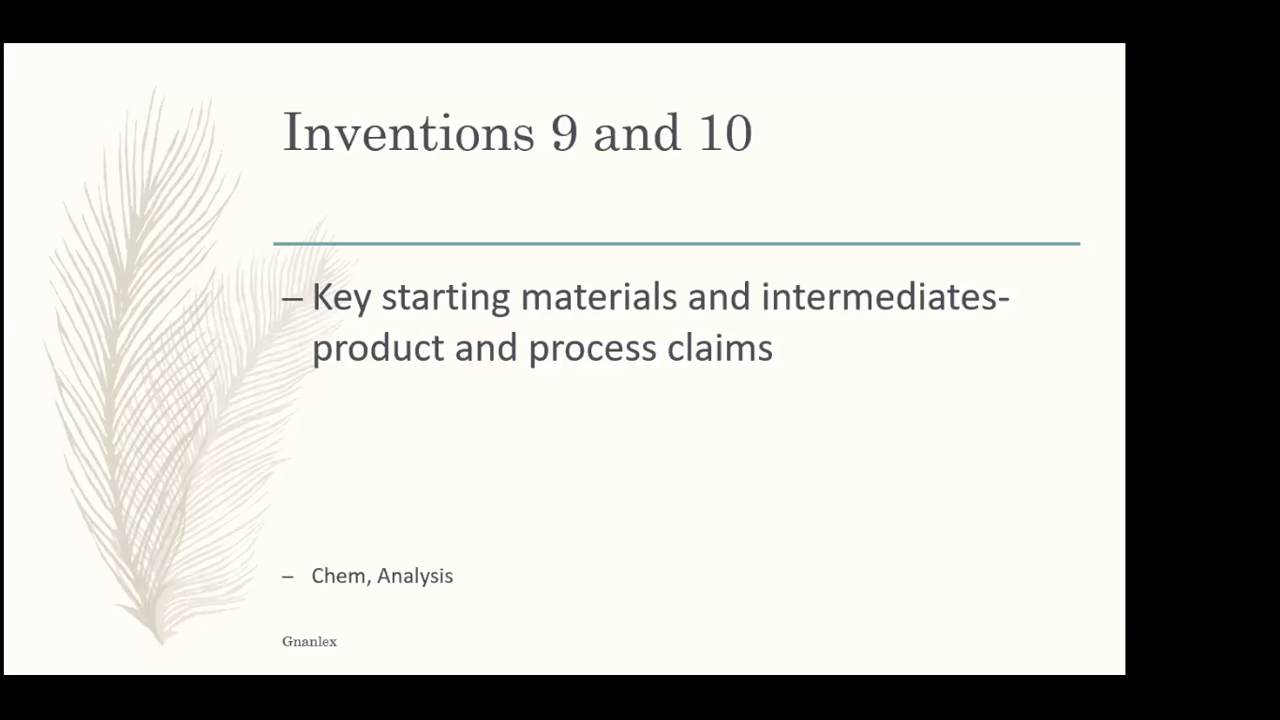 Inventions 9 and 10
– Key starting materials and intermediates-
product and process claims
– Chem, Analysis
Gnanlex